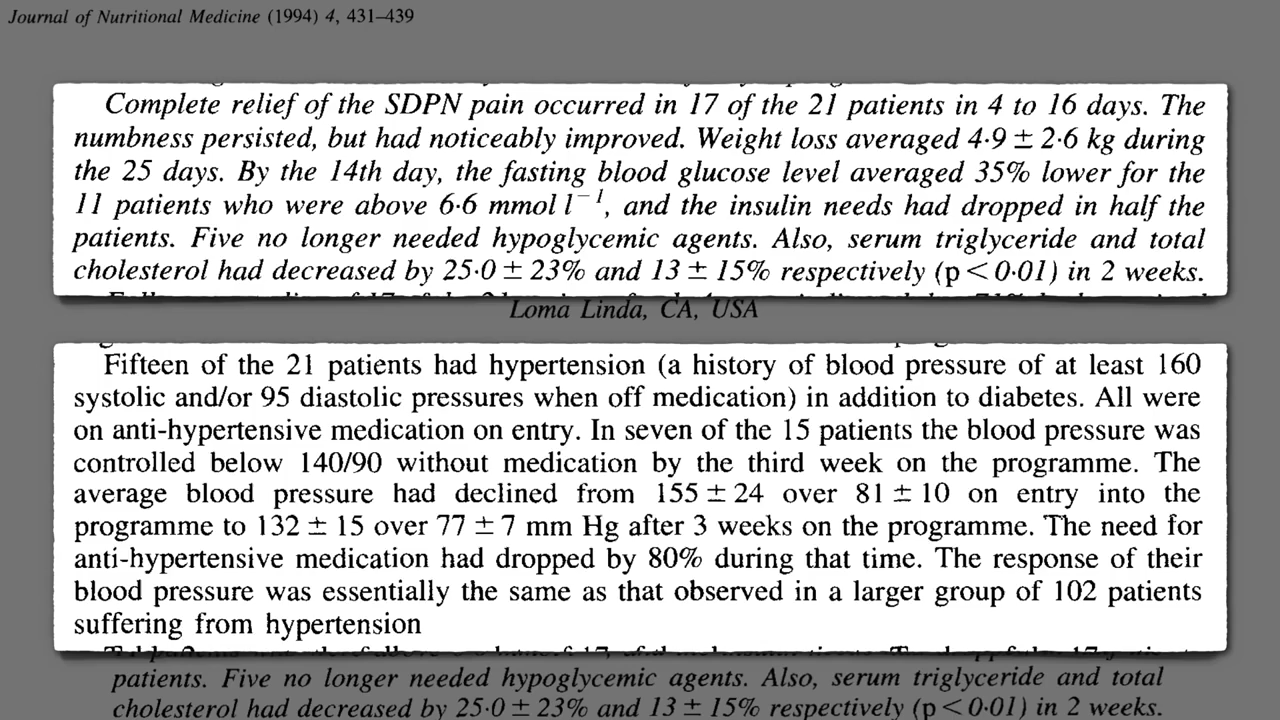 Journal of Nutritional Medicine (1994) 4, 431–439
Complete relief of the SDPN pain occurred in 17 of the 21 patients in 4 to 16 days. The
numbness persisted, but had noticeably improved. Weight loss averaged 4·9 ± 2·6 kg during
the 25 days. By the 14th day, the fasting blood glucose level averaged 35% lower for the
11 patients who were above 6·6 mmol l⁻¹, and the insulin needs had dropped in half the
patients. Five no longer needed hypoglycemic agents. Also, serum triglyceride and total
cholesterol had decreased by 25·0 ± 23% and 13 ± 15% respectively (p < 0·01) in 2 weeks.
Loma Linda, CA, USA
Fifteen of the 21 patients had hypertension (a history of blood pressure of at least 160
systolic and/or 95 diastolic pressures when off medication) in addition to diabetes. All were
on anti-hypertensive medication on entry. In seven of the 15 patients the blood pressure was
controlled below 140/90 without medication by the third week on the programme. The
average blood pressure had declined from 155 ± 24 over 81 ± 10 on entry into the
programme to 132 ± 15 over 77 ± 7 mm Hg after 3 weeks on the programme. The need for
anti-hypertensive medication had dropped by 80% during that time. The response of their
blood pressure was essentially the same as that observed in a larger group of 102 patients
suffering from hypertension
patients. Five no longer needed hypoglycemic agents. Also, serum triglyceride and total
cholesterol had decreased by 25·0 ± 23% and 13 ± 15% respectively (p < 0·01) in 2 weeks.